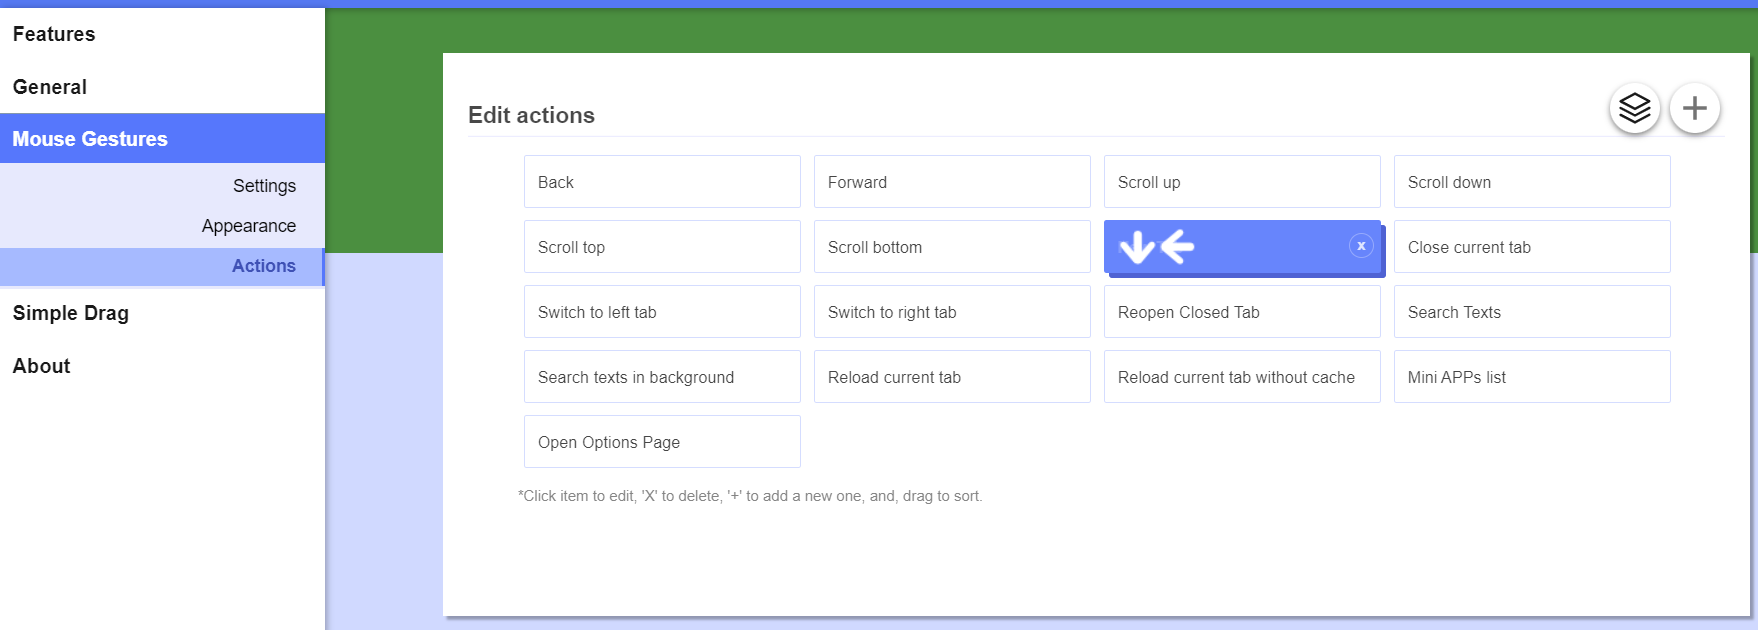 Features
General
Mouse Gestures
Settings
Appearance
Actions
Simple Drag
About
Edit actions
Back
Forward
Scroll up
Scroll down
Scroll top
Scroll bottom
x
Close current tab
Switch to left tab
Switch to right tab
Reopen Closed Tab
Search Texts
Search texts in background
Reload current tab
Reload current tab without cache
Mini APPs list
Open Options Page
*Click item to edit, 'X' to delete, '+' to add a new one, and, drag to sort.